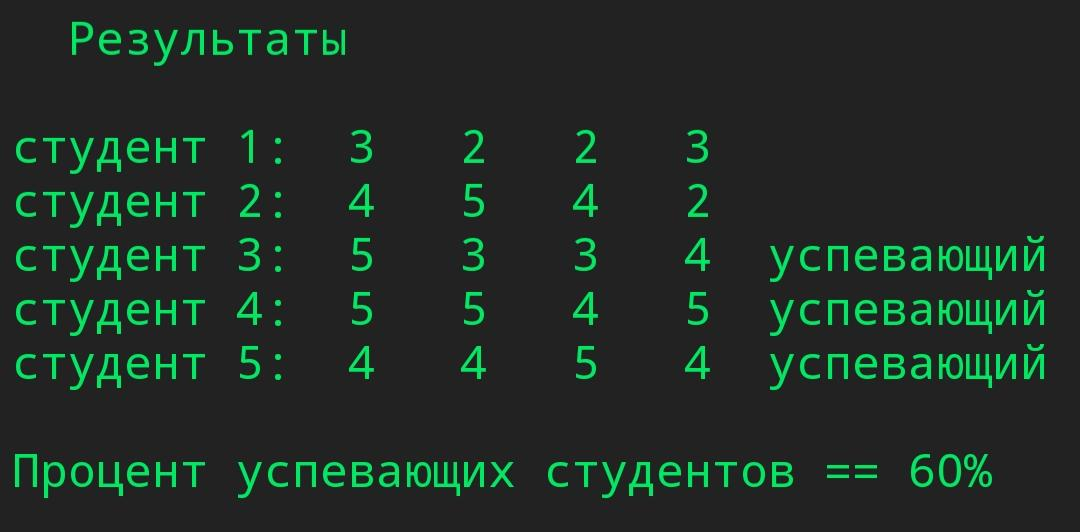 Результаты
студент 1: 3 2 2 3
студент 2: 4 5 4 2
студент 3: 5 3 3 4 успевающий
студент 4: 5 5 4 5 успевающий
студент 5: 4 4 5 4 успевающий
Процент успевающих студентов == 60%